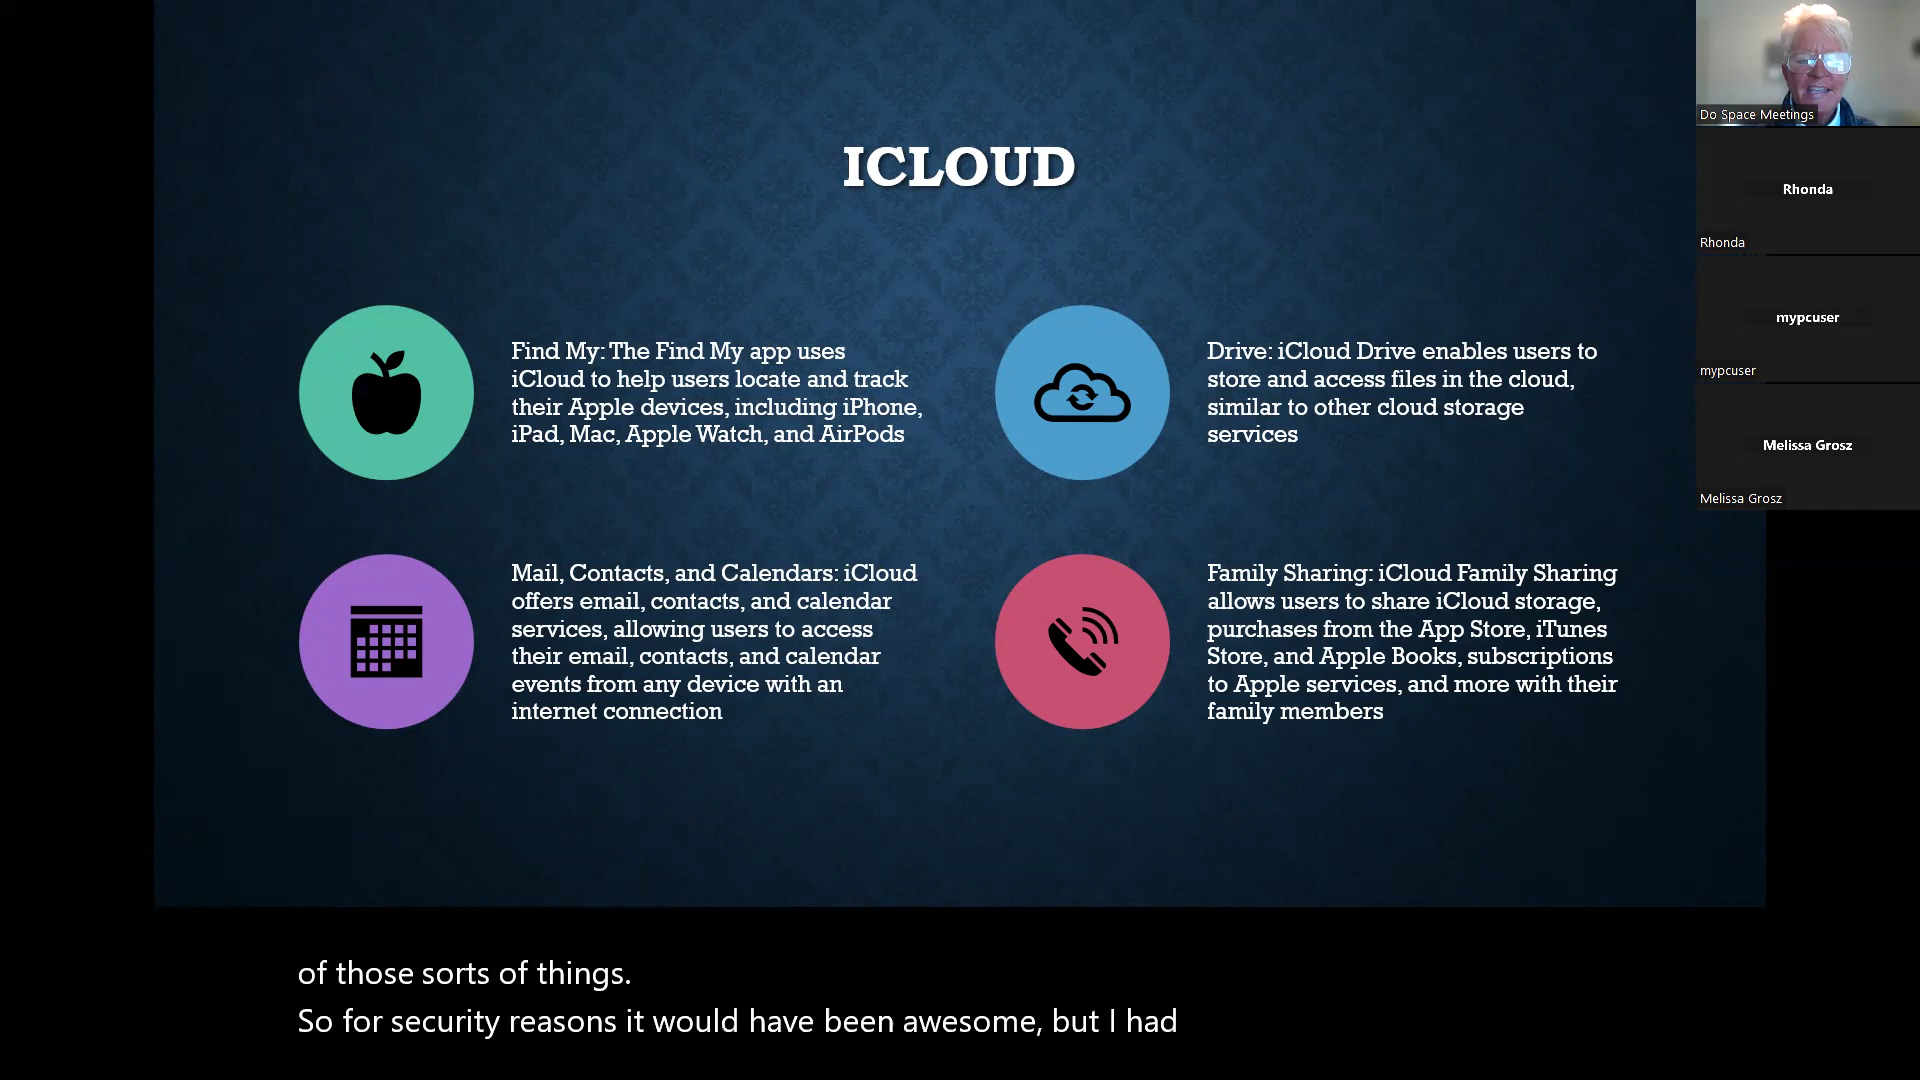 ICLOUD
Find My: The Find My app uses
iCloud to help users locate and track
their Apple devices, including iPhone,
iPad, Mac, Apple Watch, and AirPods
Drive: iCloud Drive enables users to
store and access files in the cloud,
similar to other cloud storage
services
Mail, Contacts, and Calendars: iCloud
offers email, contacts, and calendar
services, allowing users to access
their email, contacts, and calendar
events from any device with an
internet connection
Family Sharing: iCloud Family Sharing
allows users to share iCloud storage,
purchases from the App Store, iTunes
Store, and Apple Books, subscriptions
to Apple services, and more with their
family members
Do Space Meetings
Rhonda
Rhonda
mypcuser
mypcuser
Melissa Grosz
Melissa Grosz
of those sorts of things.
So for security reasons it would have been awesome, but I had